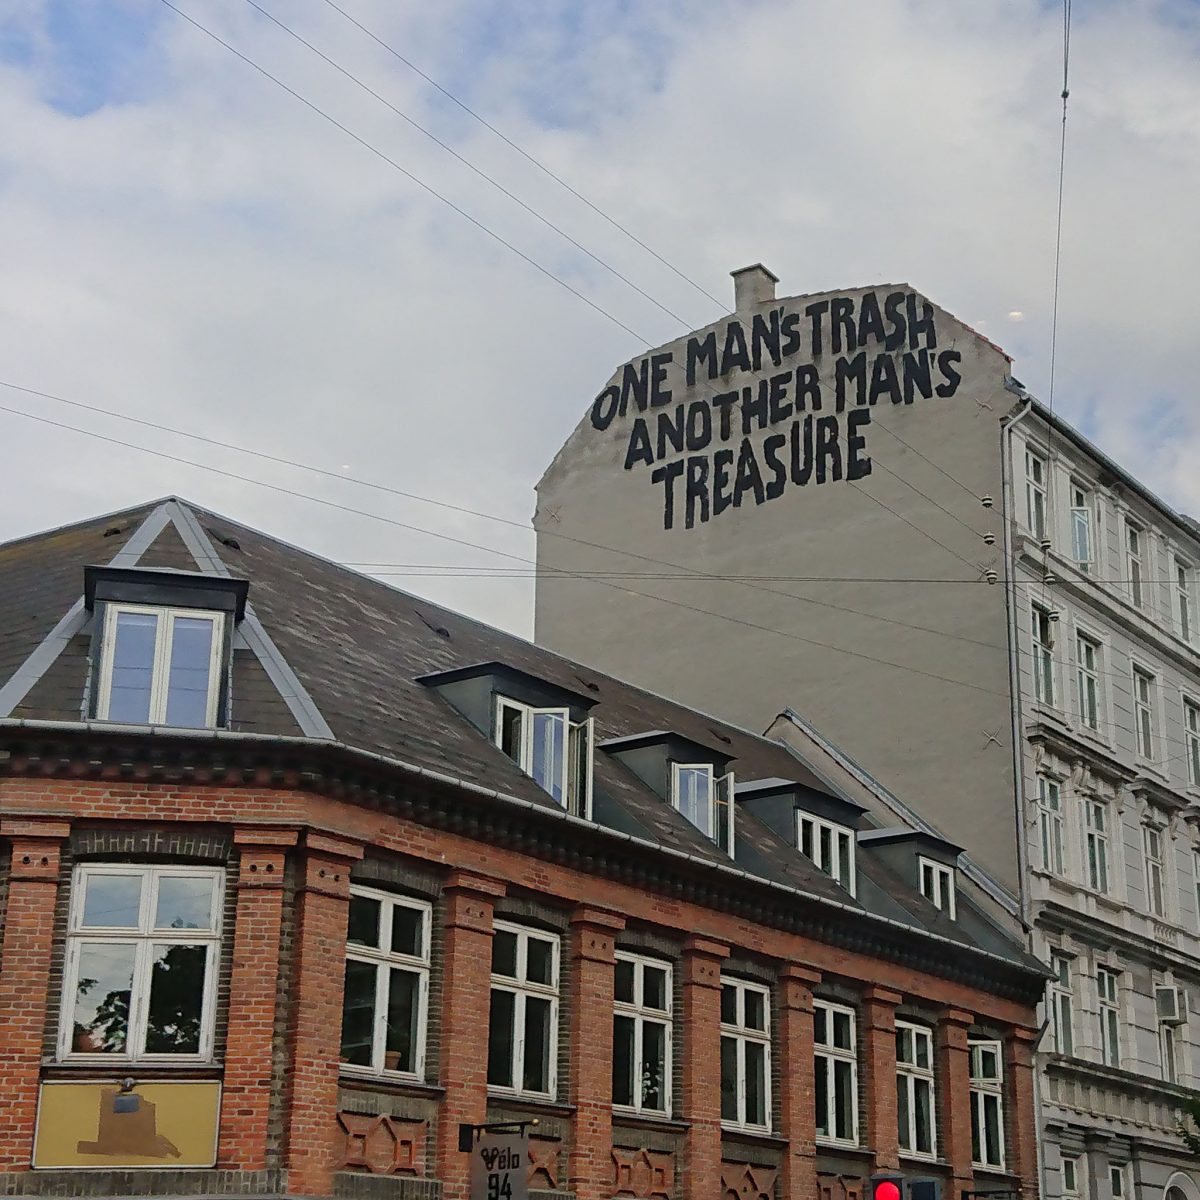 ONE MAN'S TRASH
ANOTHER MAN'S
TREASURE
Vélo
94